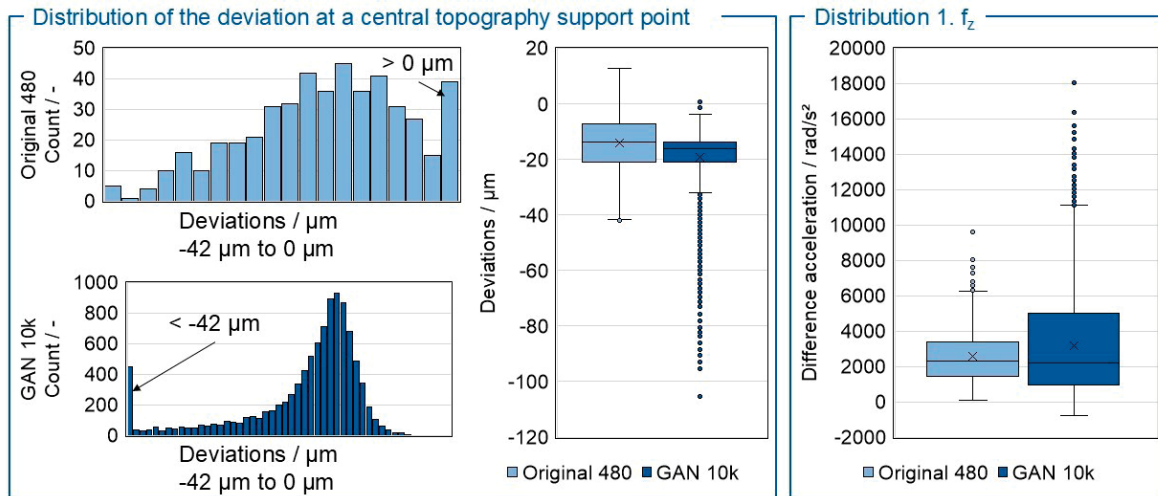 Distribution of the deviation at a central topography support point
50
40
30
20
10
0
Original 480
Count / -
> 0 µm
Deviations / µm
-42 µm to 0 µm
1000
800
600
400
200
0
GAN 10k
Count / -
< -42 µm
Deviations / µm
-42 µm to 0 µm
20
0
-20
-40
-60
-80
-100
-120
Deviations / µm
Original 480 GAN 10k
Distribution 1. fz
20000
18000
16000
14000
12000
10000
8000
6000
4000
2000
0
-2000
Difference acceleration / rad/s²
Original 480 GAN 10k